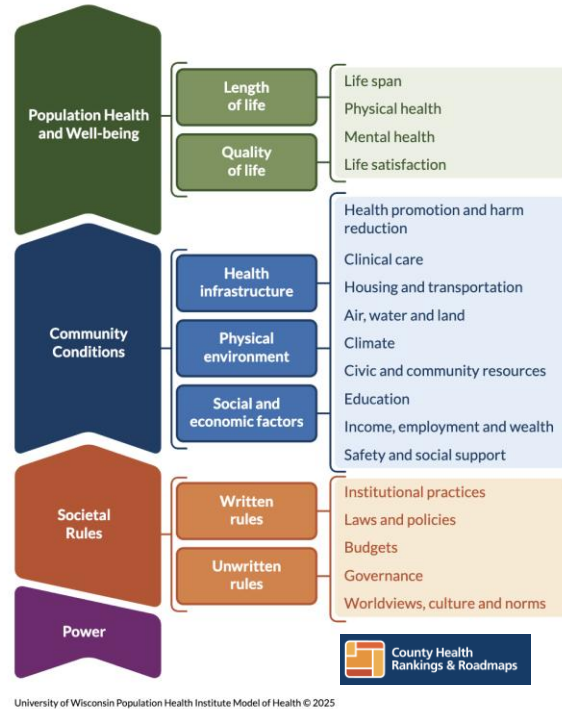 Population Health
and Well-being
Length
of life
Quality
of life
Life span
Physical health
Mental health
Life satisfaction
Community
Conditions
Health
infrastructure
Physical
environment
Social and
economic factors
Health promotion and harm
reduction
Clinical care
Housing and transportation
Air, water and land
Climate
Civic and community resources
Education
Income, employment and wealth
Safety and social support
Societal
Rules
Written
rules
Unwritten
rules
Institutional practices
Laws and policies
Budgets
Governance
Worldviews, culture and norms
Power
County Health
Rankings & Roadmaps
University of Wisconsin Population Health Institute Model of Health © 2025